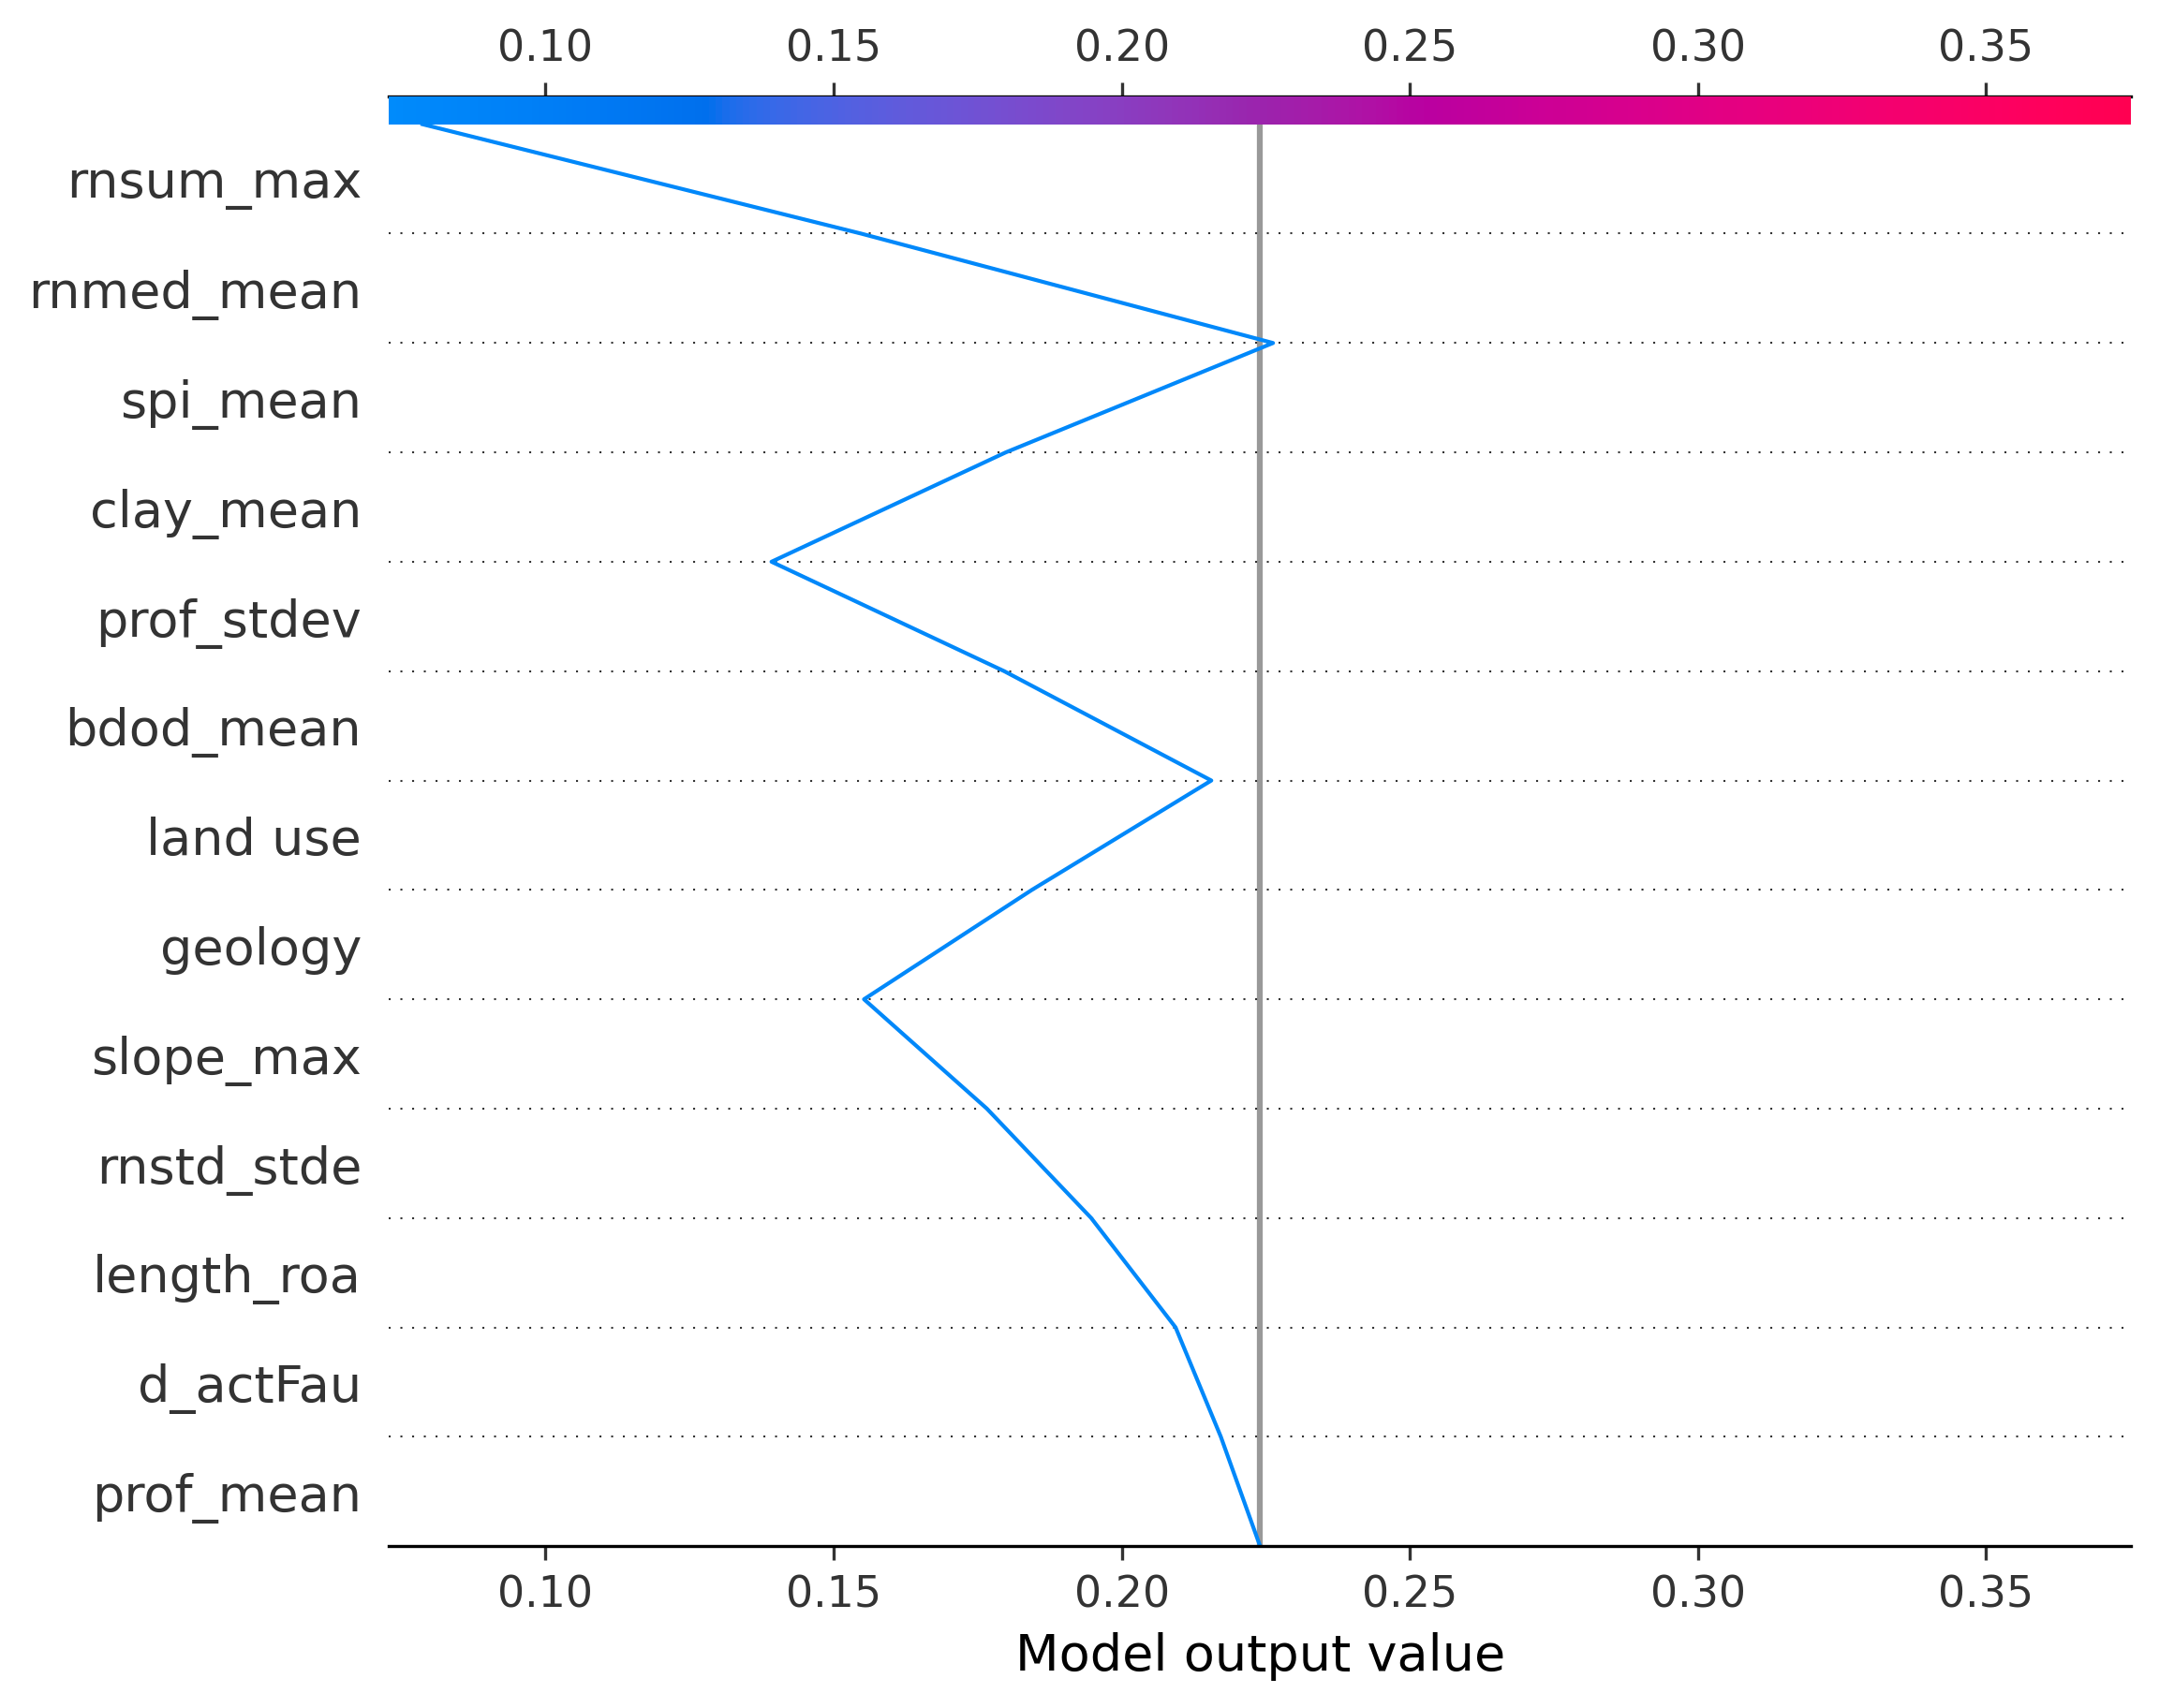 0.10 0.15 0.20 0.25 0.30 0.35
rnsum_max
rnmed_mean
spi_mean
clay_mean
prof_stdev
bdod_mean
land use
geology
slope_max
rnstd_stde
length_roa
d_actFau
prof_mean
0.10 0.15 0.20 0.25 0.30 0.35
Model output value